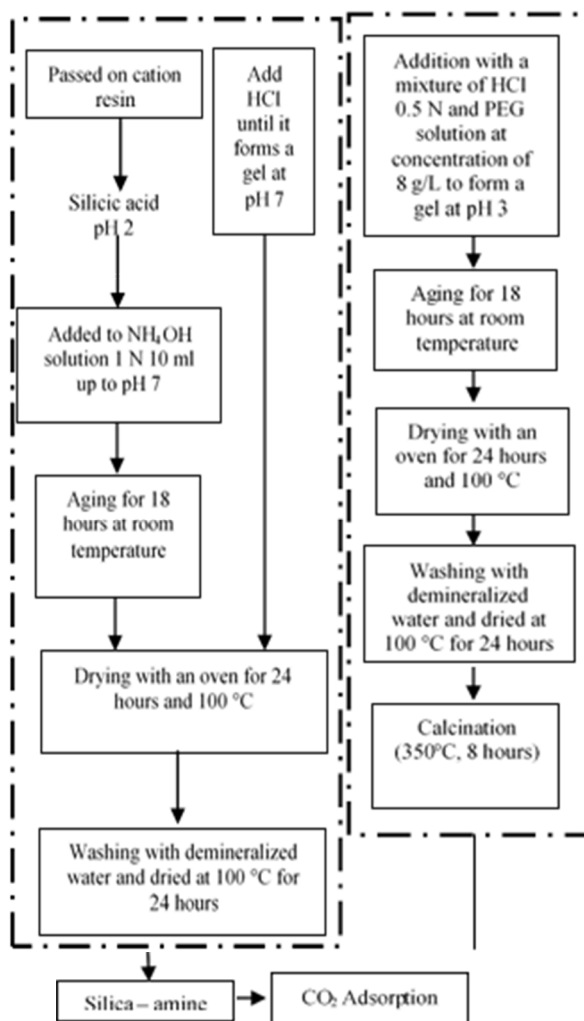 Passed on cation
resin
Silicic acid
pH 2
Added to NH₄OH
solution 1 N 10 ml
up to pH 7
Aging for 18
hours at room
temperature
Add
HCl
until it
forms a
gel at
pH 7
Drying with an oven for 24
hours and 100 °C
Washing with demineralized
water and dried at 100 °C for
24 hours
Addition with a
mixture of HCl
0.5 N and PEG
solution at
concentration of
8 g/L to form a
gel at pH 3
Aging for 18
hours at room
temperature
Drying with an
oven for 24 hours
and 100 °C
Washing with
demineralized
water and dried at
100 °C for 24 hours
Calcination
(350°C, 8 hours)
Silica – amine
CO₂ Adsorption